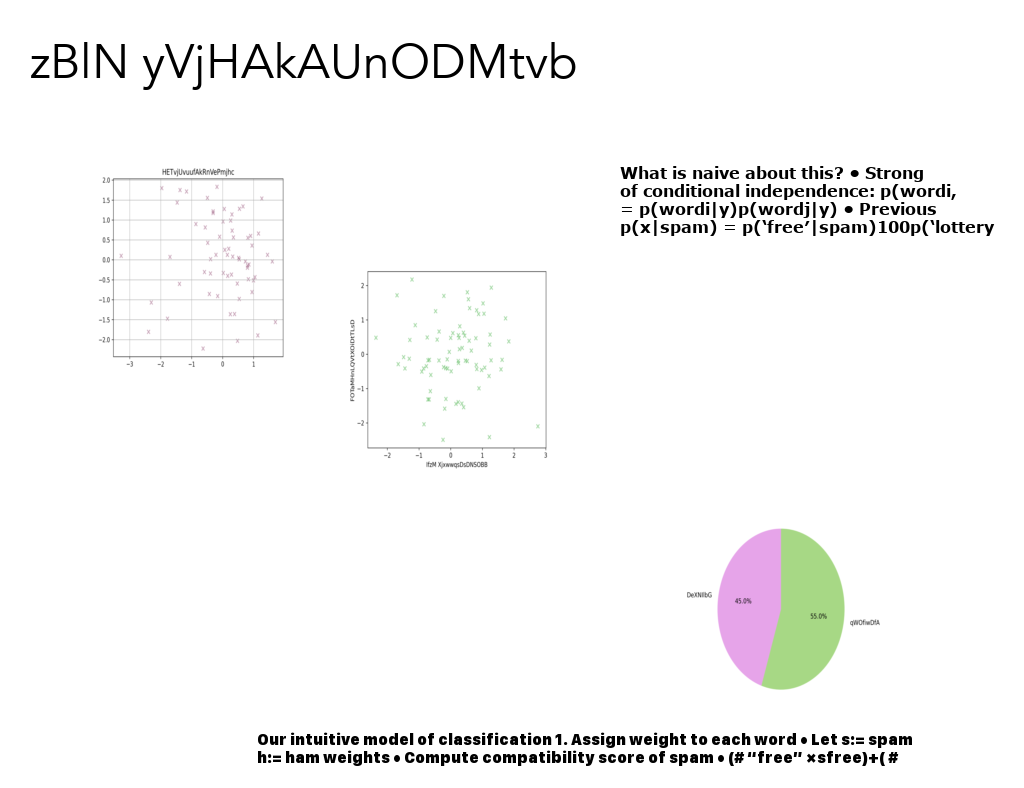 zBlN yVjHAkAUnODMtvb
HETvjUvuufAkRnVePmjhc
2.0
1.5
1.0
0.5
0.0
−0.5
−1.0
−1.5
−2.0
−3 −2 −1 0 1
What is naive about this? • Strong
of conditional independence: p(wordi,
= p(wordi|y)p(wordj|y) • Previous
p(x|spam) = p(‘free’|spam)100p(‘lottery
2
1
0
−1
−2
−2 −1 0 1 2 3
IfzM XjxwwqsDsDNSOBB
DeXNIIbG
45.0%
55.0%
qWOfiwDfA
Our intuitive model of classification 1. Assign weight to each word • Let s:= spam
h:= ham weights • Compute compatibility score of spam • (# “free” ×sfree)+( #